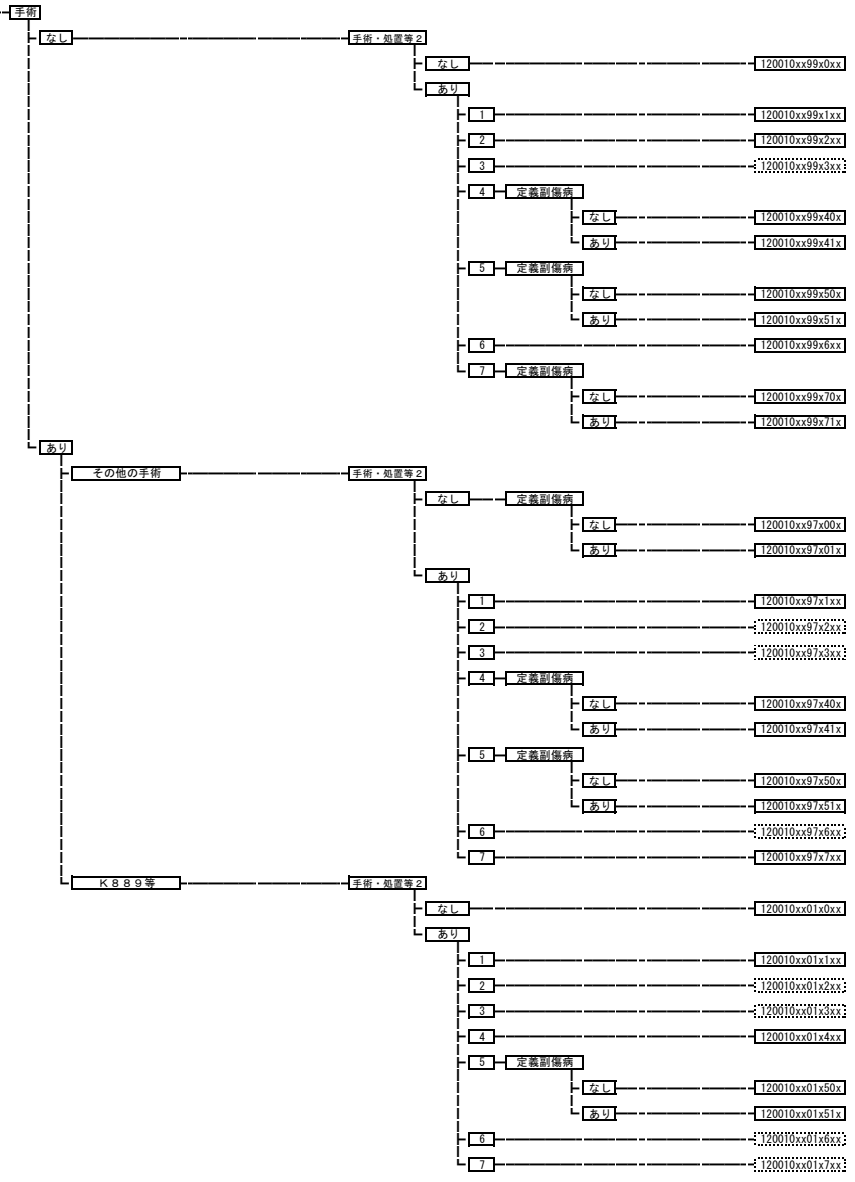 手術
なし 手術・処置等2
なし 120010xx99x0xx
あり
1 120010xx99x1xx
2 120010xx99x2xx
3 120010xx99x3xx
4 定義副傷病
なし 120010xx99x40x
あり 120010xx99x41x
5 定義副傷病
なし 120010xx99x50x
あり 120010xx99x51x
6 120010xx99x6xx
7 定義副傷病
なし 120010xx99x70x
あり 120010xx99x71x
あり
その他の手術 手術・処置等2
なし 定義副傷病
なし 120010xx97x00x
あり 120010xx97x01x
あり
1 120010xx97x1xx
2 120010xx97x2xx
3 120010xx97x3xx
4 定義副傷病
なし 120010xx97x40x
あり 120010xx97x41x
5 定義副傷病
なし 120010xx97x50x
あり 120010xx97x51x
6 120010xx97x6xx
7 120010xx97x7xx
K889等 手術・処置等2
なし 120010xx01x0xx
あり
1 120010xx01x1xx
2 120010xx01x2xx
3 120010xx01x3xx
4 120010xx01x4xx
5 定義副傷病
なし 120010xx01x50x
あり 120010xx01x51x
6 120010xx01x6xx
7 120010xx01x7xx